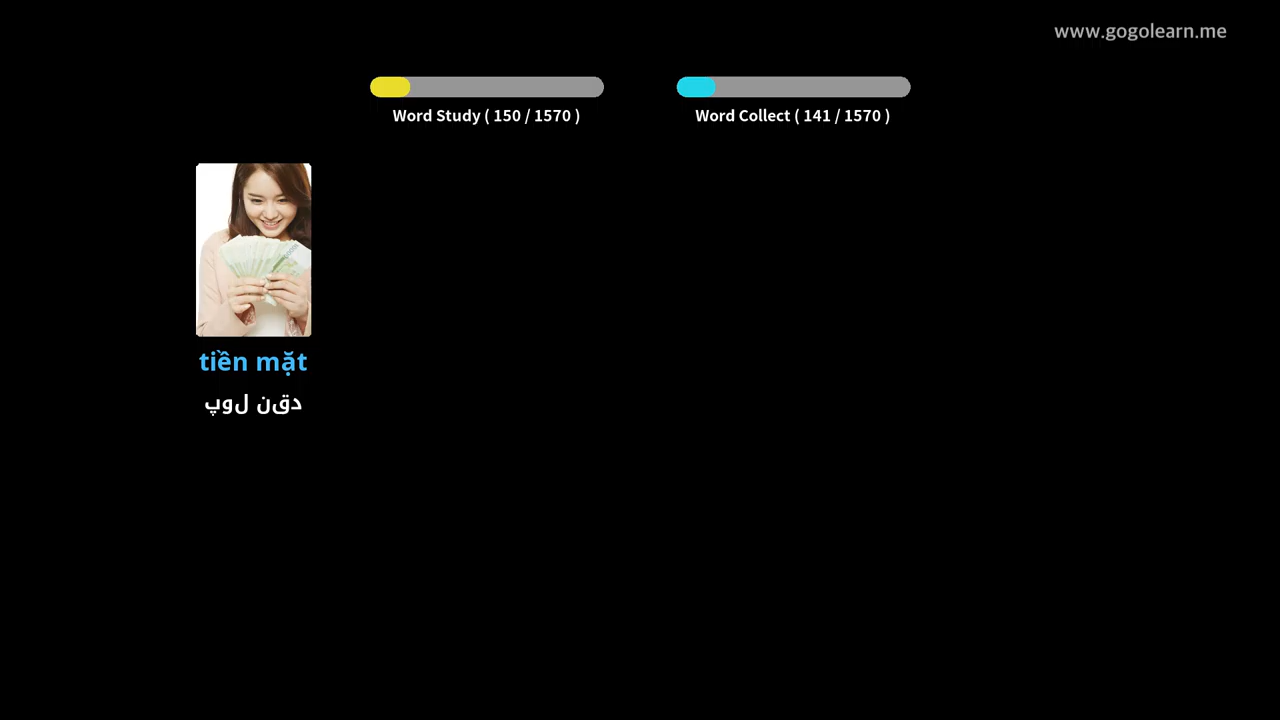 www.gogolearn.me
Word Study ( 150 / 1570 )
Word Collect ( 141 / 1570 )
tiền mặt
دقن لوپ